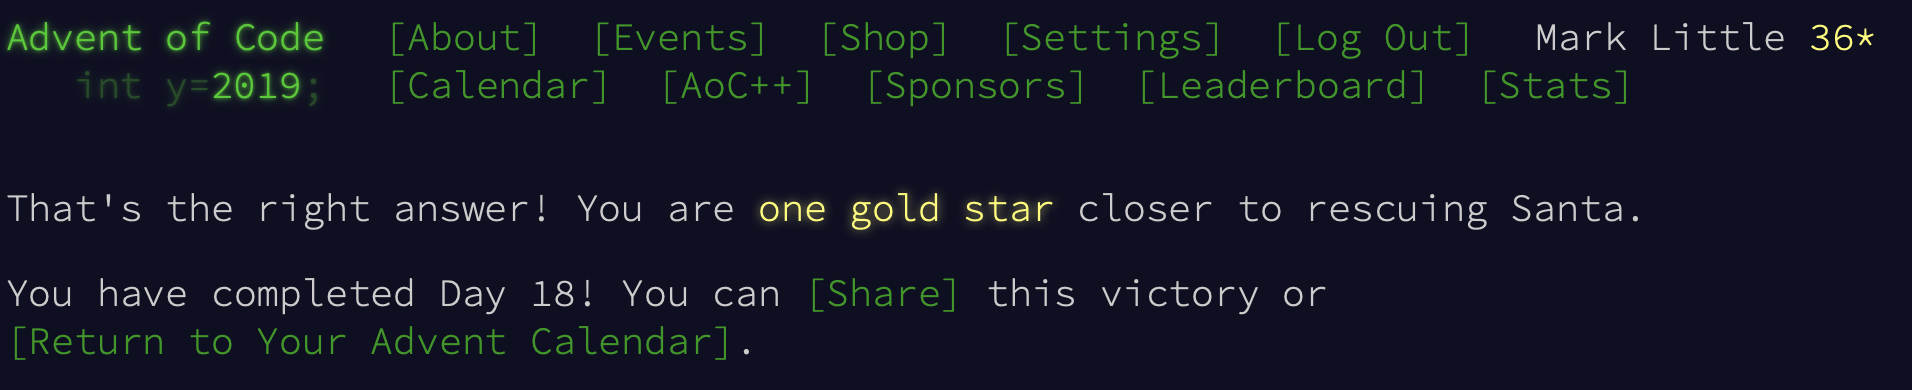 Advent of Code [About] [Events] [Shop] [Settings] [Log Out] Mark Little 36*
int y=2019; [Calendar] [AoC++] [Sponsors] [Leaderboard] [Stats]
That's the right answer! You are one gold star closer to rescuing Santa.
You have completed Day 18! You can [Share] this victory or
[Return to Your Advent Calendar].